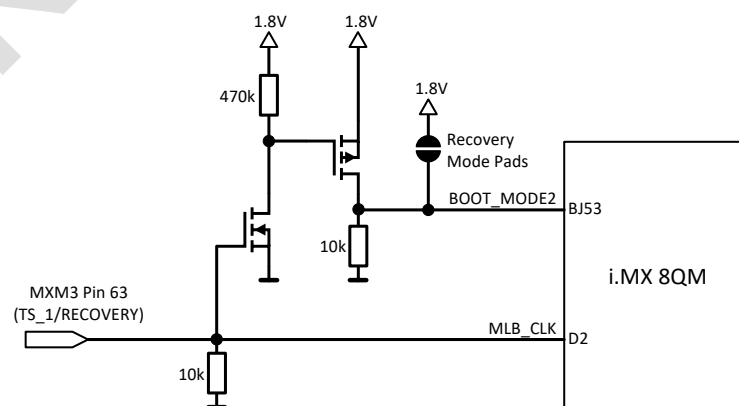 1.8V
1.8V
470k
1.8V
Recovery
Mode Pads
BOOT_MODE2
BJ53
10k
i.MX 8QM
MXM3 Pin 63
(TS_1/RECOVERY)
MLB_CLK
D2
10k